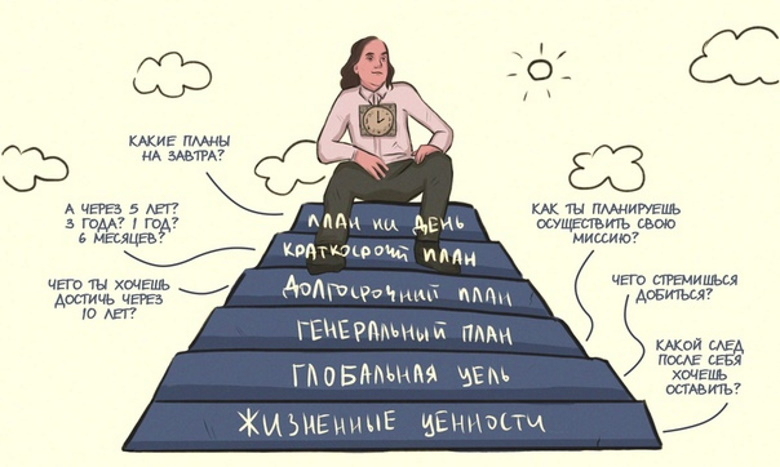 КАКИЕ ПЛАНЫ
НА ЗАВТРА?
А ЧЕРЕЗ 5 ЛЕТ?
3 ГОДА? 1 ГОД?
6 МЕСЯЦЕВ?
ЧЕГО ТЫ ХОЧЕШЬ
ДОСТИЧЬ ЧЕРЕЗ
10 ЛЕТ?
ПЛАН НА ДЕНЬ
КРАТКОСРОЧНЫЙ ПЛАН
ДОЛГОСРОЧНИЙ ПЛАН
ГЕНЕРАЛЬНЫЙ ПЛАН
ГЛОБАЛЬНАЯ ЦЕЛЬ
ЖИЗНЕННЫЕ ЦЕННОСТИ
КАК ТЫ ПЛАНИРУЕШЬ
ОСУЩЕСТВИТЬ СВОЮ
МИССИЮ?
ЧЕГО СТРЕМИШЬСЯ
ДОБИТЬСЯ?
КАКОЙ СЛЕД
ПОСЛЕ СЕБЯ
ХОЧЕШЬ
ОСТАВИТЬ?